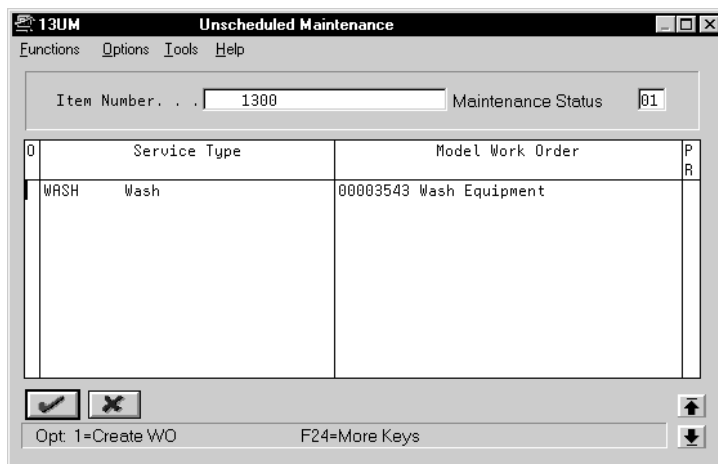 13UM Unscheduled Maintenance
Functions Options Tools Help
Item Number. . . 1300 Maintenance Status 01
O Service Type Model Work Order P
R
WASH Wash 00003543 Wash Equipment
Opt: 1=Create WO F24=More Keys